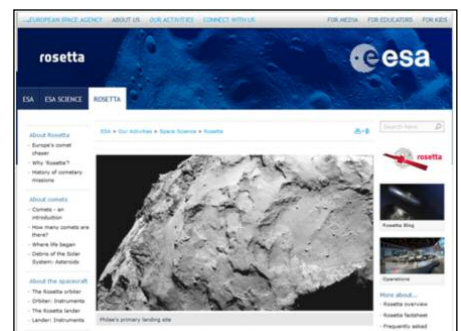 ...EUROPEAN SPACE AGENCY ABOUT US OUR ACTIVITIES CONNECT WITH US FOR MEDIA FOR EDUCATORS FOR KIDS
rosetta
esa
ESA ESA SCIENCE ROSETTA
About Rosetta
Europe's comet
chaser
Why 'Rosetta'?
History of cometary
missions
About comets
Comets - an
introduction
How many comets are
there?
Where life began
Debris of the Solar
System: Asteroids
About the spacecraft
The Rosetta orbiter
Orbiter: Instruments
The Rosetta lander
Lander: Instruments
ESA > Our Activities > Space Science > Rosetta
Philae's primary landing site
Search here
rosetta
Rosetta Blog
Operations
More about...
Rosetta overview
Rosetta factsheet
Frequently asked